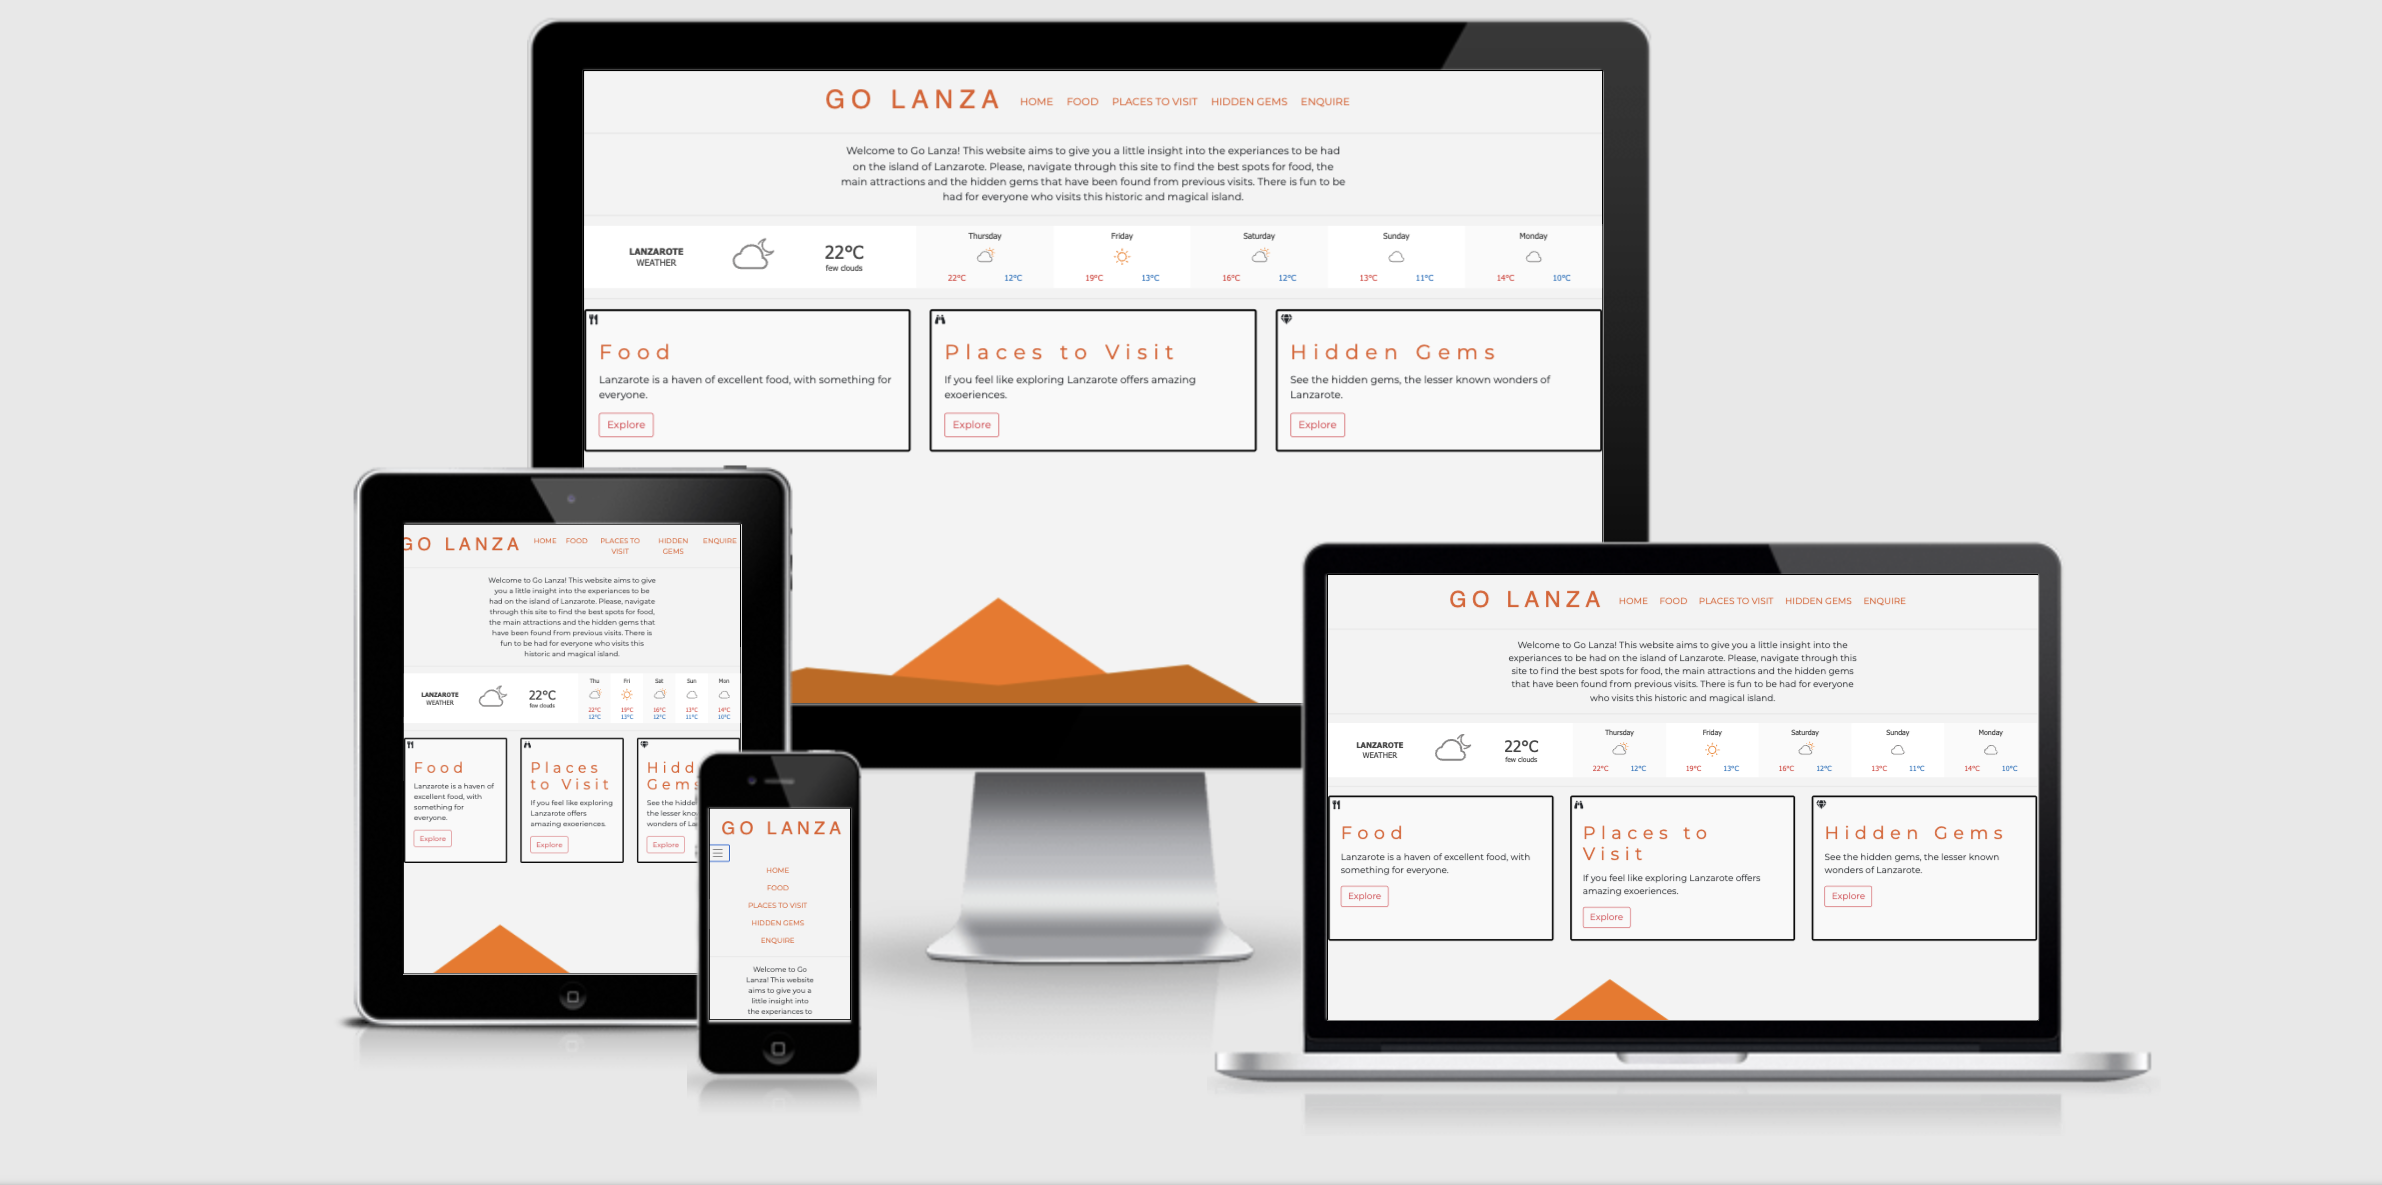 GO LANZA HOME FOOD PLACES TO VISIT HIDDEN GEMS ENQUIRE
Welcome to Go Lanza! This website aims to give you a little insight into the experiances to be had
on the island of Lanzarote. Please, navigate through this site to find the best spots for food, the
main attractions and the hidden gems that have been found from previous visits. There is fun to be
had for everyone who visits this historic and magical island.
LANZAROTE
WEATHER
22°C
few clouds
Thursday
22°C 12°C
Friday
19°C 13°C
Saturday
16°C 12°C
Sunday
13°C 11°C
Monday
14°C 10°C
Food
Lanzarote is a haven of excellent food, with something for
everyone.
Explore
Places to Visit
If you feel like exploring Lanzarote offers amazing
exoeriences.
Explore
Hidden Gems
See the hidden gems, the lesser known wonders of
Lanzarote.
Explore
GO LANZA HOME FOOD PLACES TO
VISIT
HIDDEN
GEMS
ENQUIRE
Welcome to Go Lanza! This website aims to give
you a little insight into the experiances to be
had on the island of Lanzarote. Please, navigate
through this site to find the best spots for food,
the main attractions and the hidden gems that
have been found from previous visits. There is
fun to be had for everyone who visits this
historic and magical island.
LANZAROTE
WEATHER
22°C
few clouds
Thu
22°C
12°C
Fri
19°C
13°C
Sat
16°C
12°C
Sun
13°C
11°C
Mon
14°C
10°C
Food
Lanzarote is a haven of
excellent food, with
something for
everyone.
Explore
Places
to Visit
If you feel like exploring
Lanzarote offers
amazing exoeriences.
Explore
Hidd
Gems
See the hidde
the lesser kno
wonders of La
Explore
GO LANZA
HOME
FOOD
PLACES TO VISIT
HIDDEN GEMS
ENQUIRE
Welcome to Go
Lanza! This website
aims to give you a
little insight into
the experiances to
GO LANZA HOME FOOD PLACES TO VISIT HIDDEN GEMS ENQUIRE
Welcome to Go Lanza! This website aims to give you a little insight into the
experiances to be had on the island of Lanzarote. Please, navigate through this
site to find the best spots for food, the main attractions and the hidden gems
that have been found from previous visits. There is fun to be had for everyone
who visits this historic and magical island.
LANZAROTE
WEATHER
22°C
few clouds
Thursday
22°C 12°C
Friday
19°C 13°C
Saturday
16°C 12°C
Sunday
13°C 11°C
Monday
14°C 10°C
Food
Lanzarote is a haven of excellent food, with
something for everyone.
Explore
Places to
Visit
If you feel like exploring Lanzarote offers
amazing exoeriences.
Explore
Hidden Gems
See the hidden gems, the lesser known
wonders of Lanzarote.
Explore